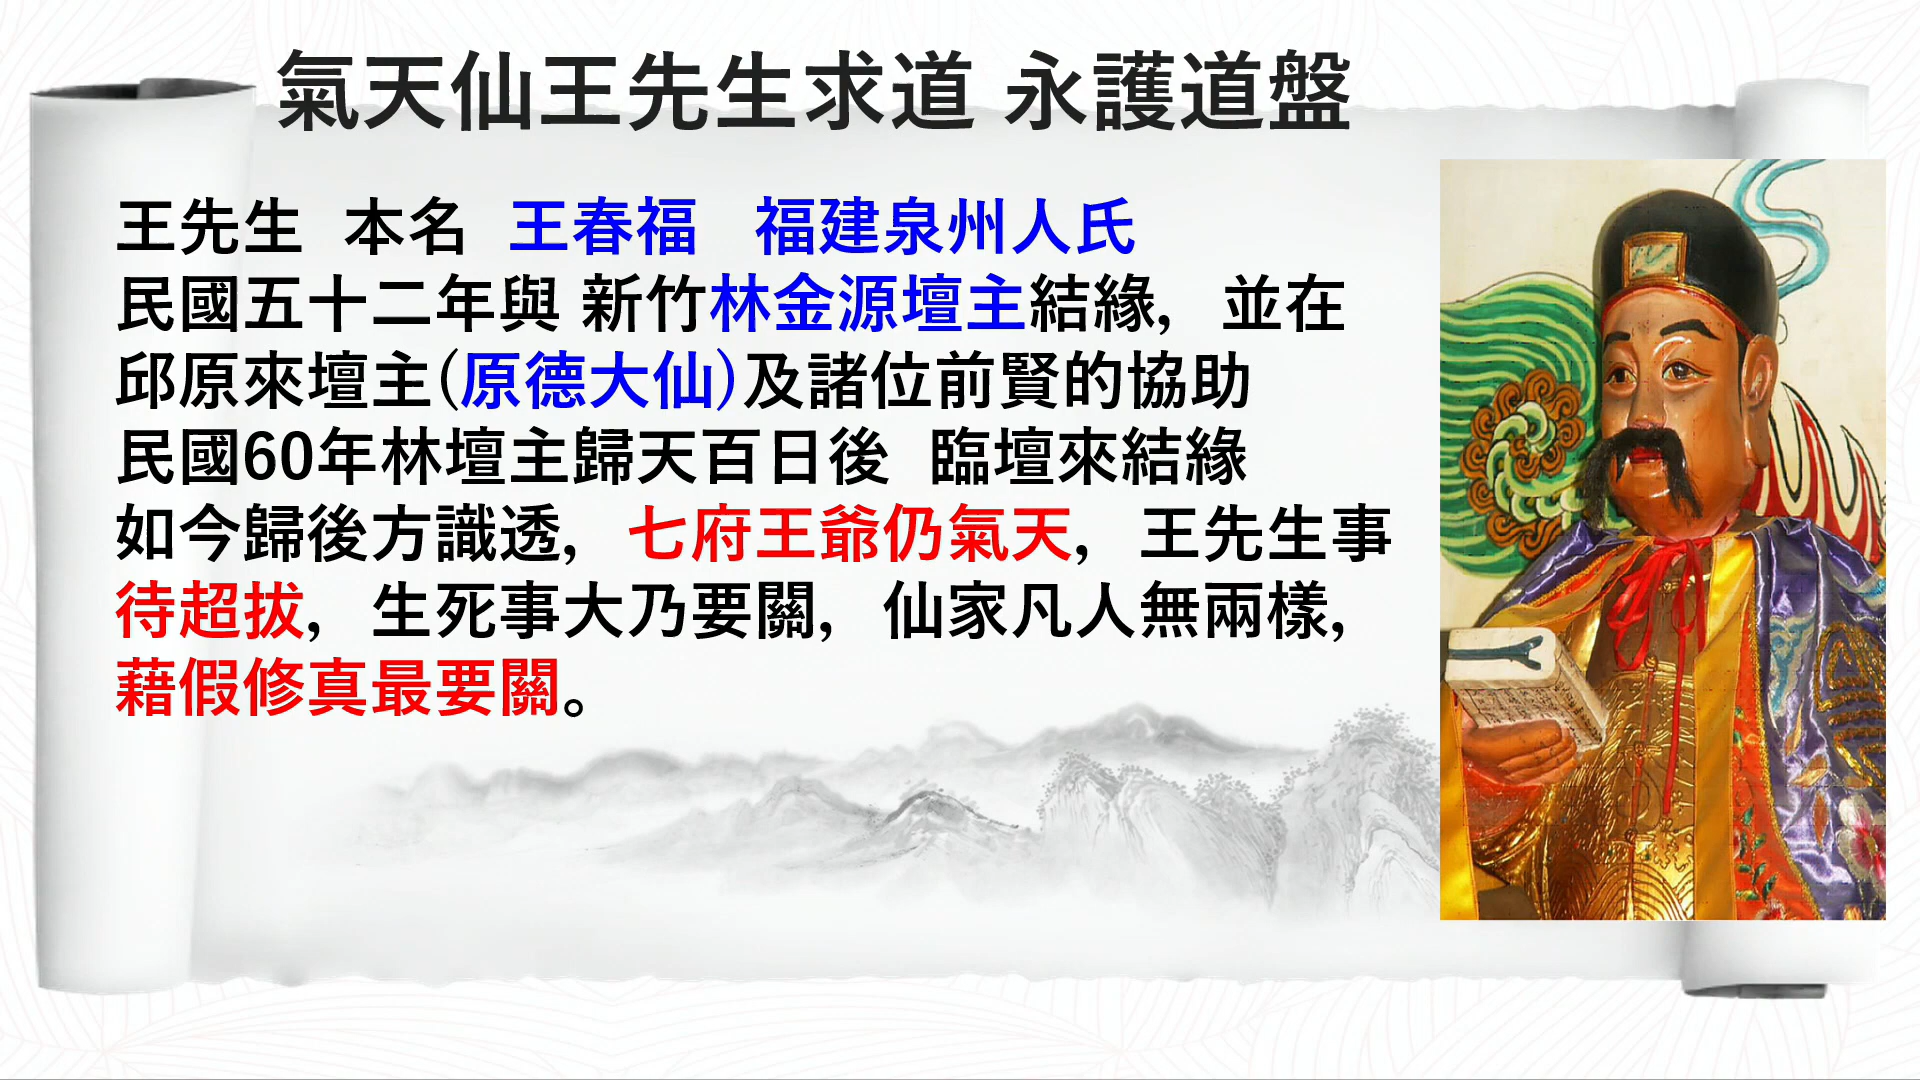 氣天仙王先生求道 永護道盤
王先生 本名 王春福 福建泉州人氏
民國五十二年與 新竹林金源壇主結緣, 並在
邱原來壇主(原德大仙)及諸位前賢的協助
民國60年林壇主歸天百日後 臨壇來結緣
如今歸後方識透, 七府王爺仍氣天, 王先生事
待超拔, 生死事大乃要關, 仙家凡人無兩樣,
藉假修真最要關。